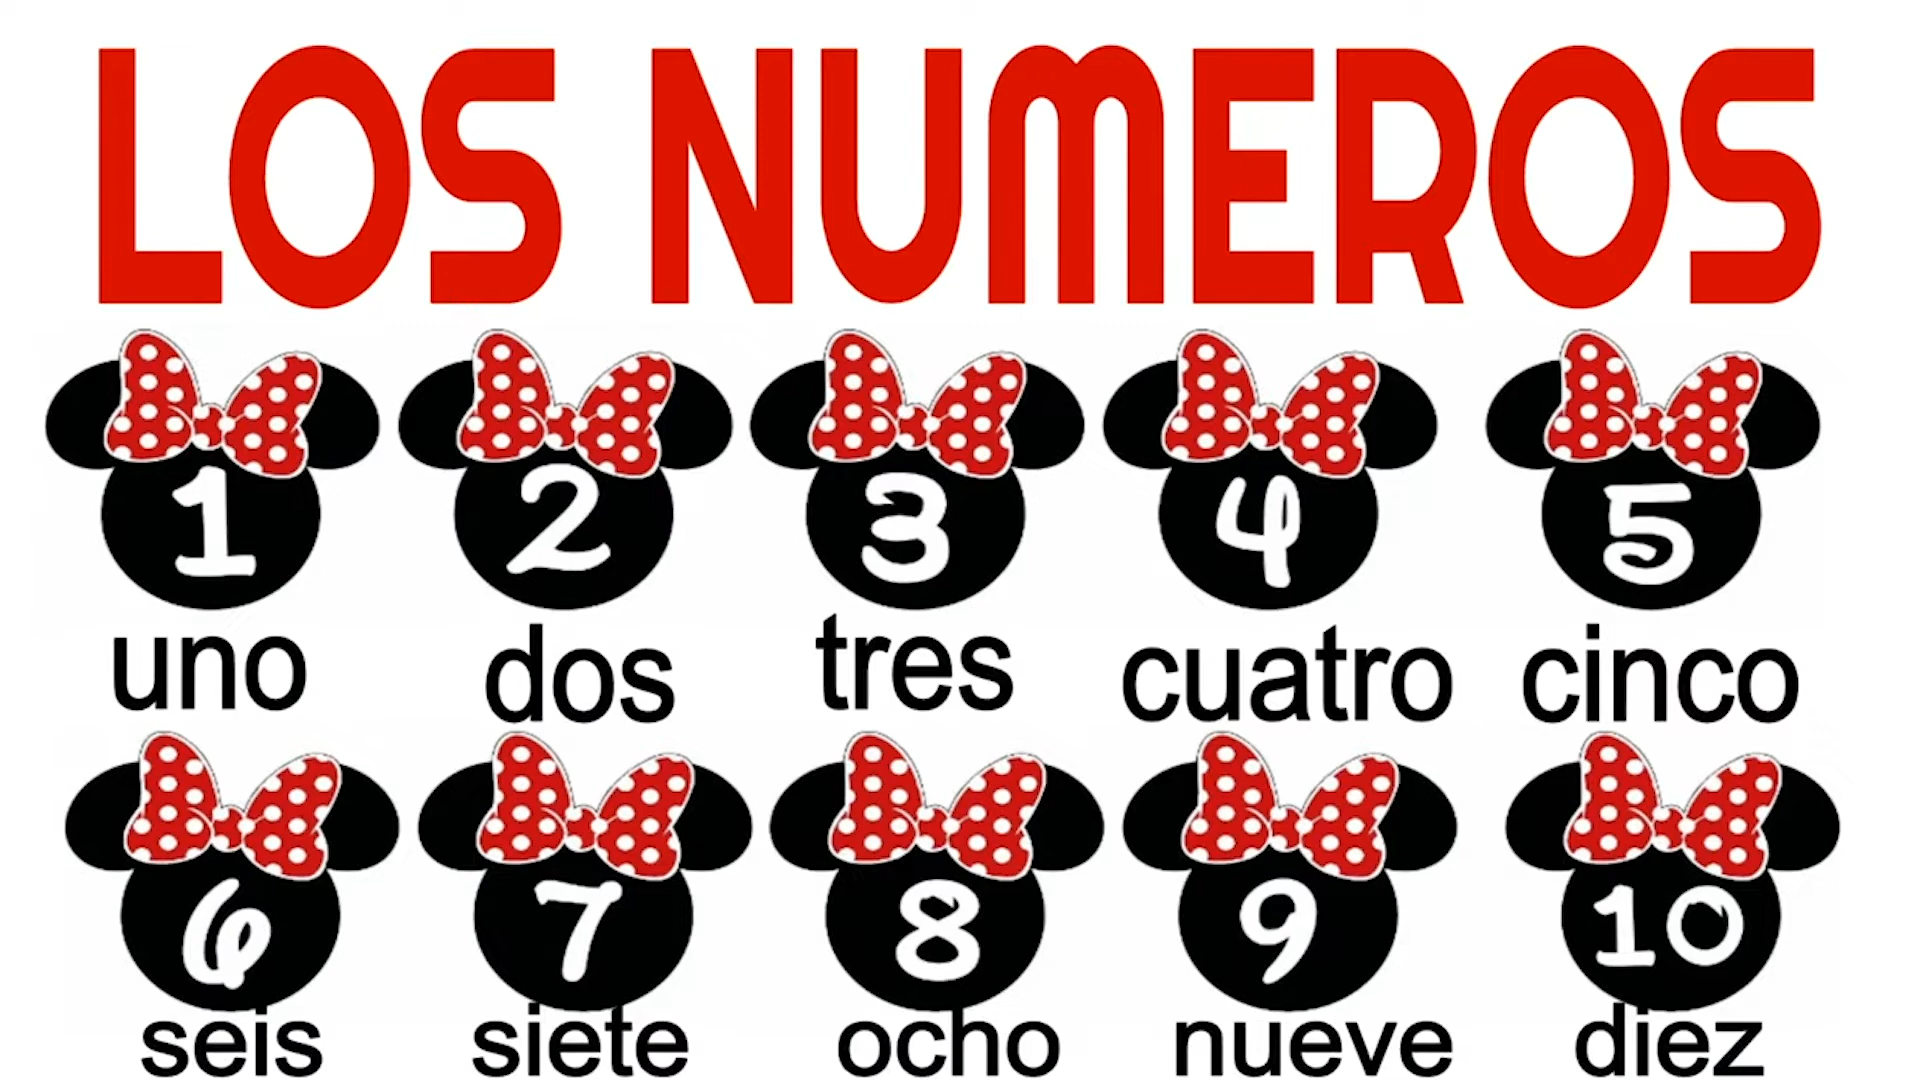 LOS NUMEROS
1 2 3 4 5
uno dos tres cuatro cinco
6 7 8 9 10
seis siete ocho nueve diez